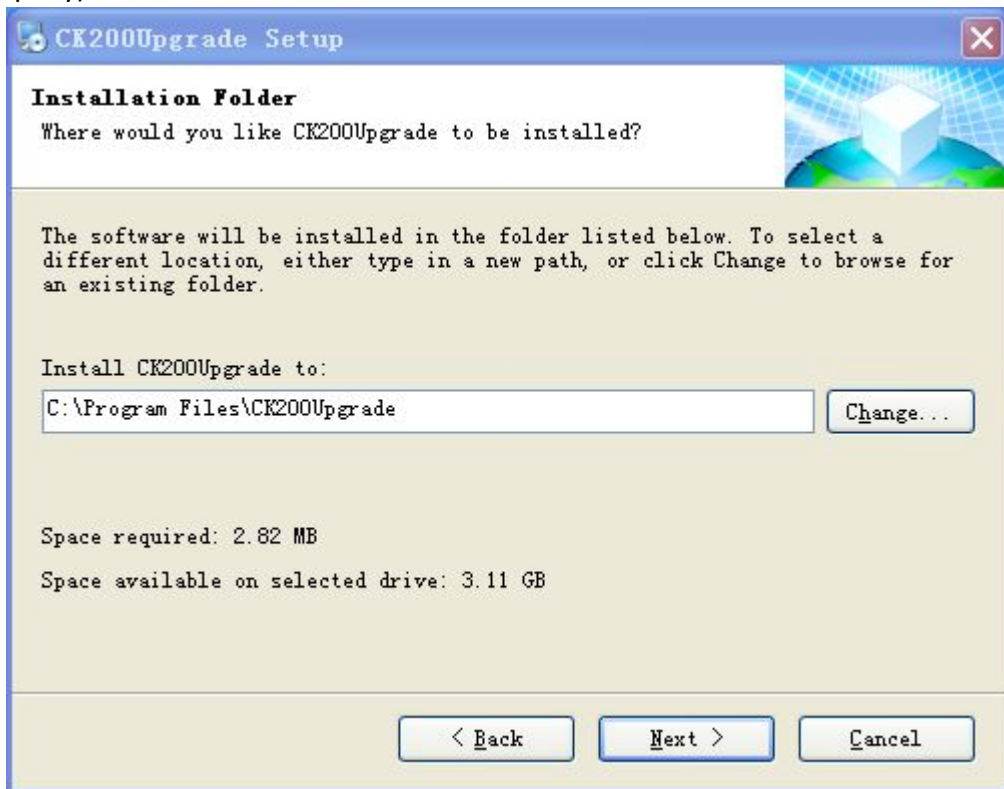 CK200Upgrade Setup
Installation Folder
Where would you like CK200Upgrade to be installed?
The software will be installed in the folder listed below. To select a
different location, either type in a new path, or click Change to browse for
an existing folder.
Install CK200Upgrade to:
C:\Program Files\CK200Upgrade
Change...
Space required: 2.82 MB
Space available on selected drive: 3.11 GB
< Back
Next >
Cancel